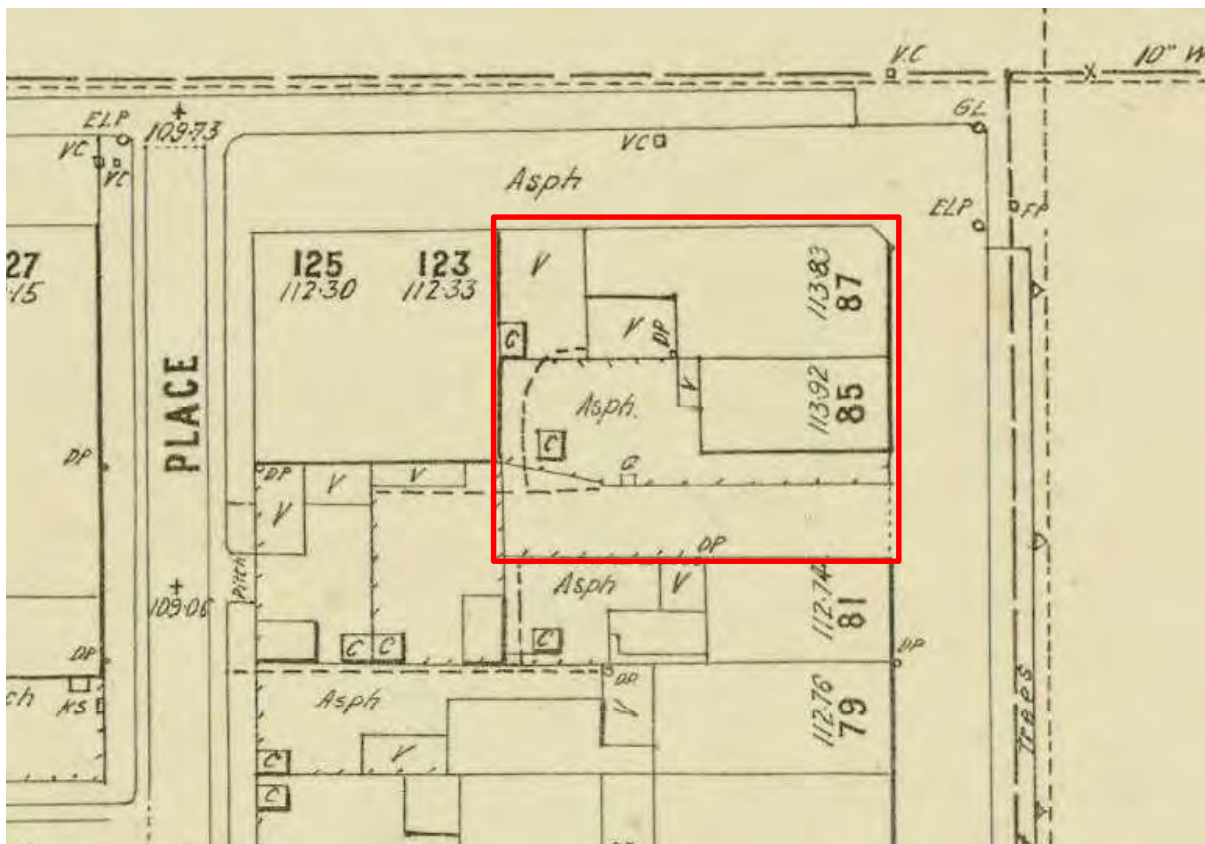 V.C
10" W
ELP
109·73
GL
VC
VC
VC
Asph
ELP
FP
27
·15
125
112·30
123
112·33
V
113·83
87
C
V
DP
PLACE
V
Asph.
113·92
85
C
DP
DP
V
V
G
V
DP
Pitch
Asph
V
112·74
81
109·06
C
C
C
DP
DP
DP
ch
KS
Asph
V
112·76
79
TRAPS
V
C
C